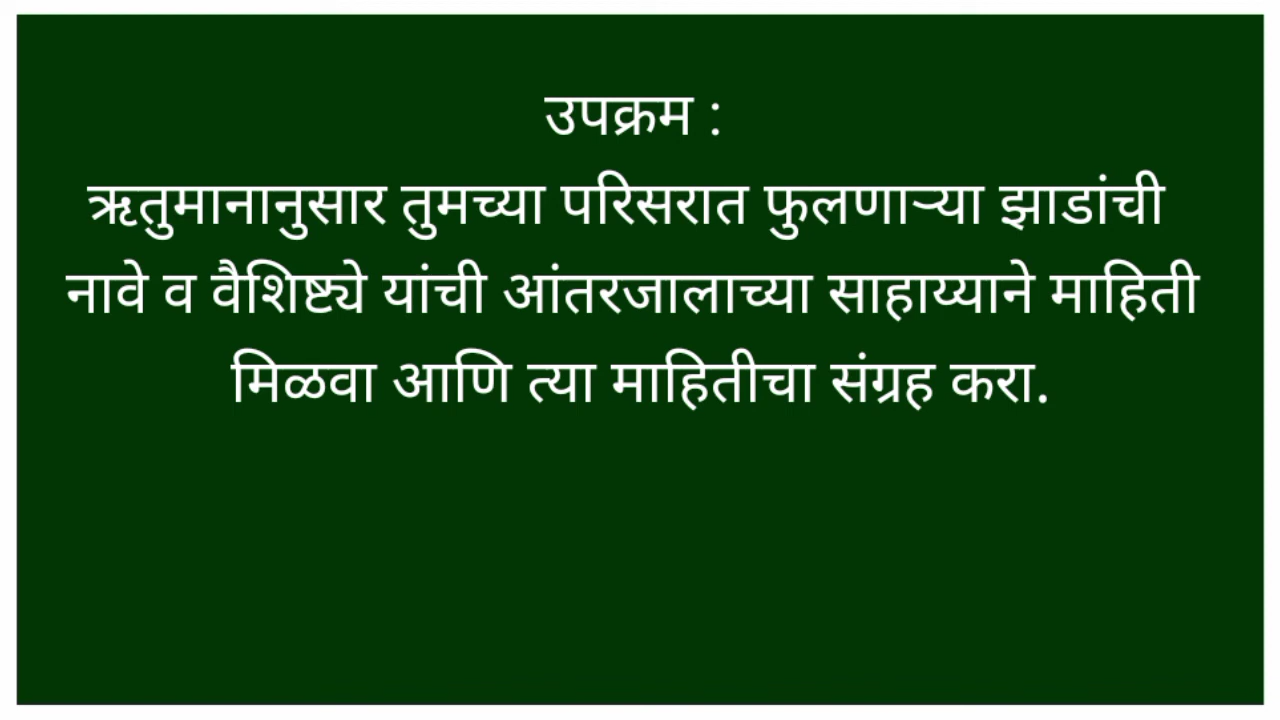 उपक्रम :
ऋतुमानानुसार तुमच्या परिसरात फुलणाऱ्या झाडांची
नावे व वैशिष्ट्ये यांची आंतरजालाच्या साहाय्याने माहिती
मिळवा आणि त्या माहितीचा संग्रह करा.